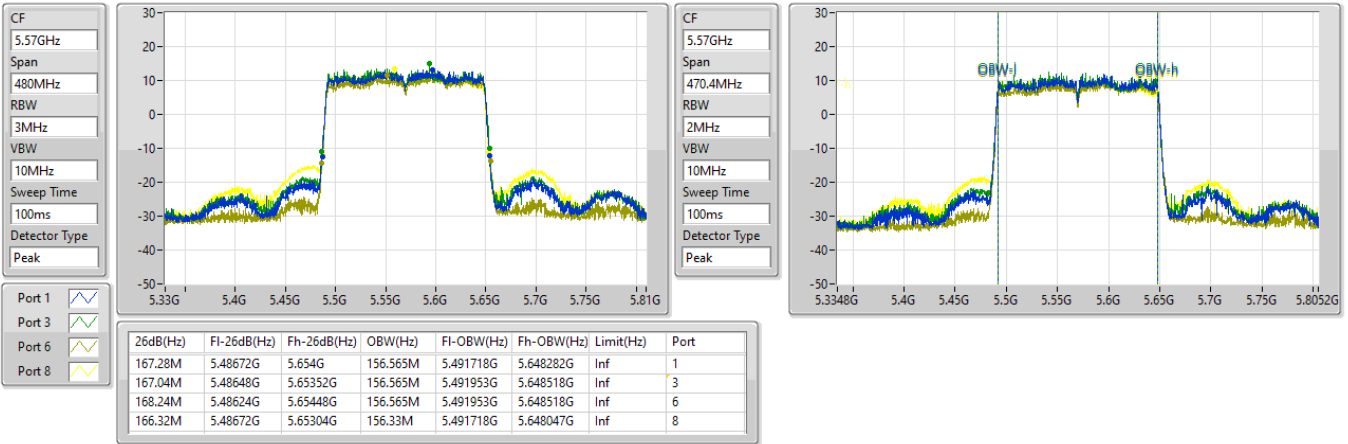 CF
5.57GHz
Span
480MHz
RBW
3MHz
VBW
10MHz
Sweep Time
100ms
Detector Type
Peak
30
20
10
0
-10
-20
-30
-40
-50
5.33G 5.4G 5.45G 5.5G 5.55G 5.6G 5.65G 5.7G 5.75G 5.81G
CF
5.57GHz
Span
470.4MHz
RBW
2MHz
VBW
10MHz
Sweep Time
100ms
Detector Type
Peak
30
20
10
0
-10
-20
-30
-40
-50
OBW-l OBW-h
5.3348G 5.4G 5.45G 5.5G 5.55G 5.6G 5.65G 5.7G 5.75G 5.8052G
Port 1
Port 3
Port 6
Port 8
26dB(Hz) Fl-26dB(Hz) Fh-26dB(Hz) OBW(Hz) Fl-OBW(Hz) Fh-OBW(Hz) Limit(Hz) Port
167.28M 5.48672G 5.654G 156.565M 5.491718G 5.648282G Inf 1
167.04M 5.48648G 5.65352G 156.565M 5.491953G 5.648518G Inf 3
168.24M 5.48624G 5.65448G 156.565M 5.491953G 5.648518G Inf 6
166.32M 5.48672G 5.65304G 156.33M 5.491718G 5.648047G Inf 8